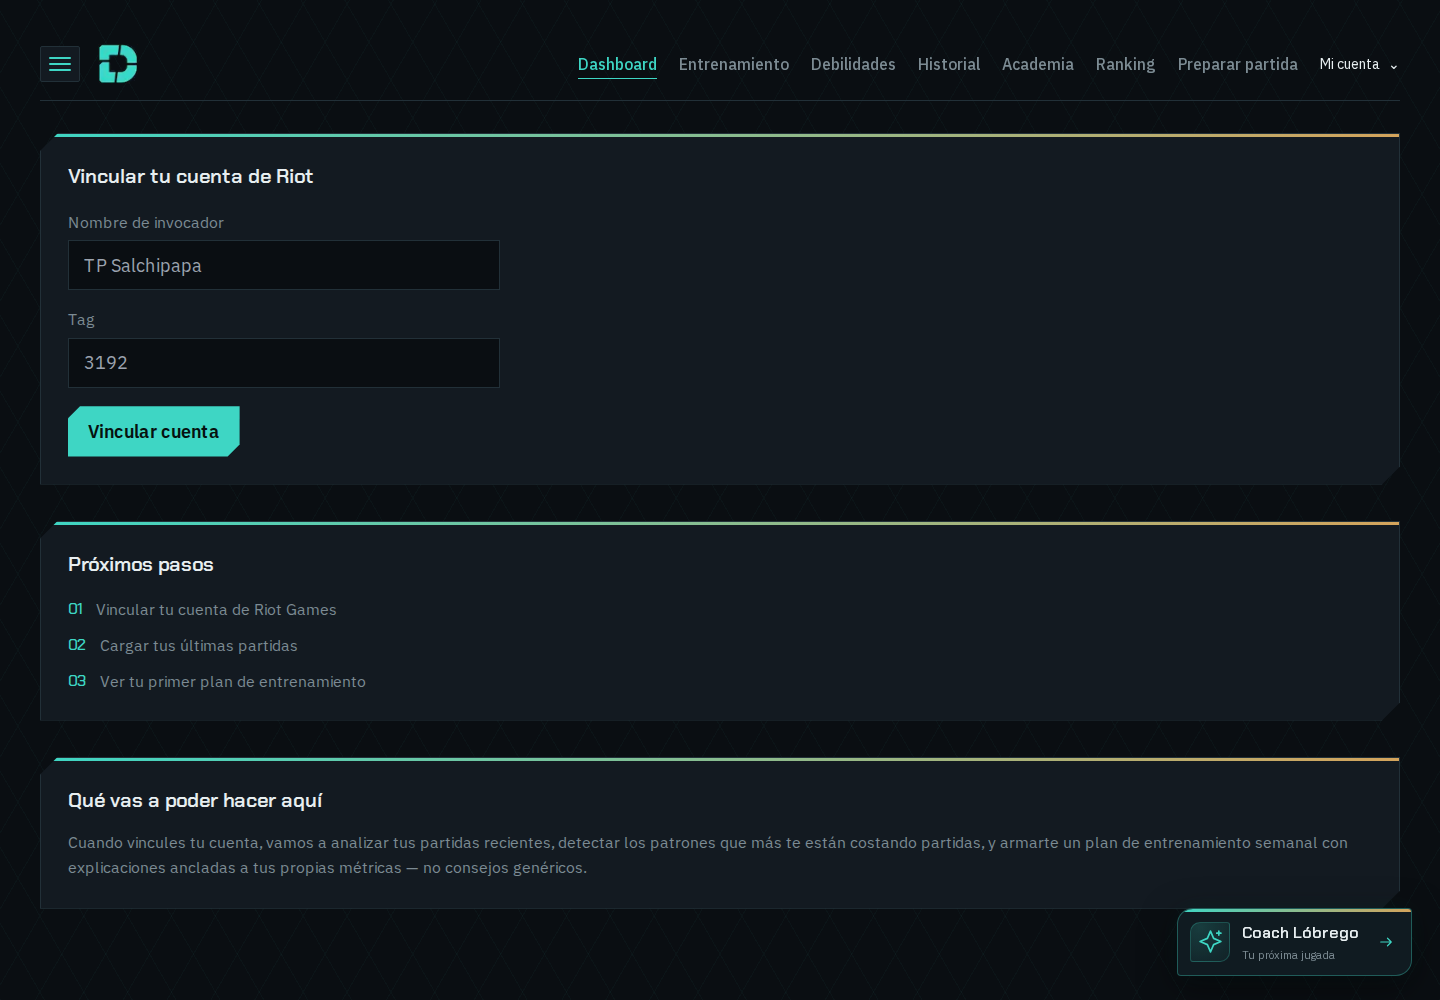 Dashboard
Entrenamiento
Debilidades
Historial
Academia
Ranking
Preparar partida
Mi cuenta
Vincular tu cuenta de Riot
Nombre de invocador
TP Salchipapa
Tag
3192
Vincular cuenta
Próximos pasos
01 Vincular tu cuenta de Riot Games
02 Cargar tus últimas partidas
03 Ver tu primer plan de entrenamiento
Qué vas a poder hacer aquí
Cuando vincules tu cuenta, vamos a analizar tus partidas recientes, detectar los patrones que más te están costando partidas, y armarte un plan de entrenamiento semanal con
explicaciones ancladas a tus propias métricas — no consejos genéricos.
Coach Lóbrego
Tu próxima jugada